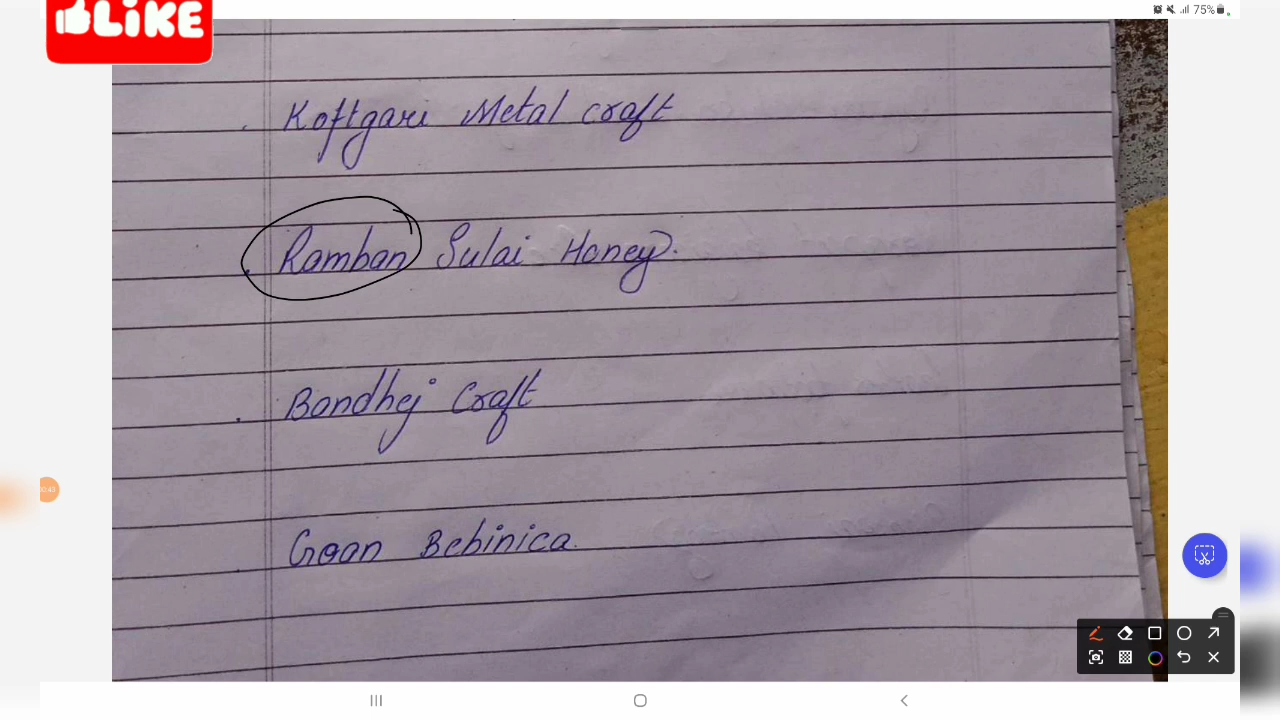 LIKE
75%
Koftgari Metal craft
Ramban Sulai Honey.
Bandhej Craft
Goan Bebinica.